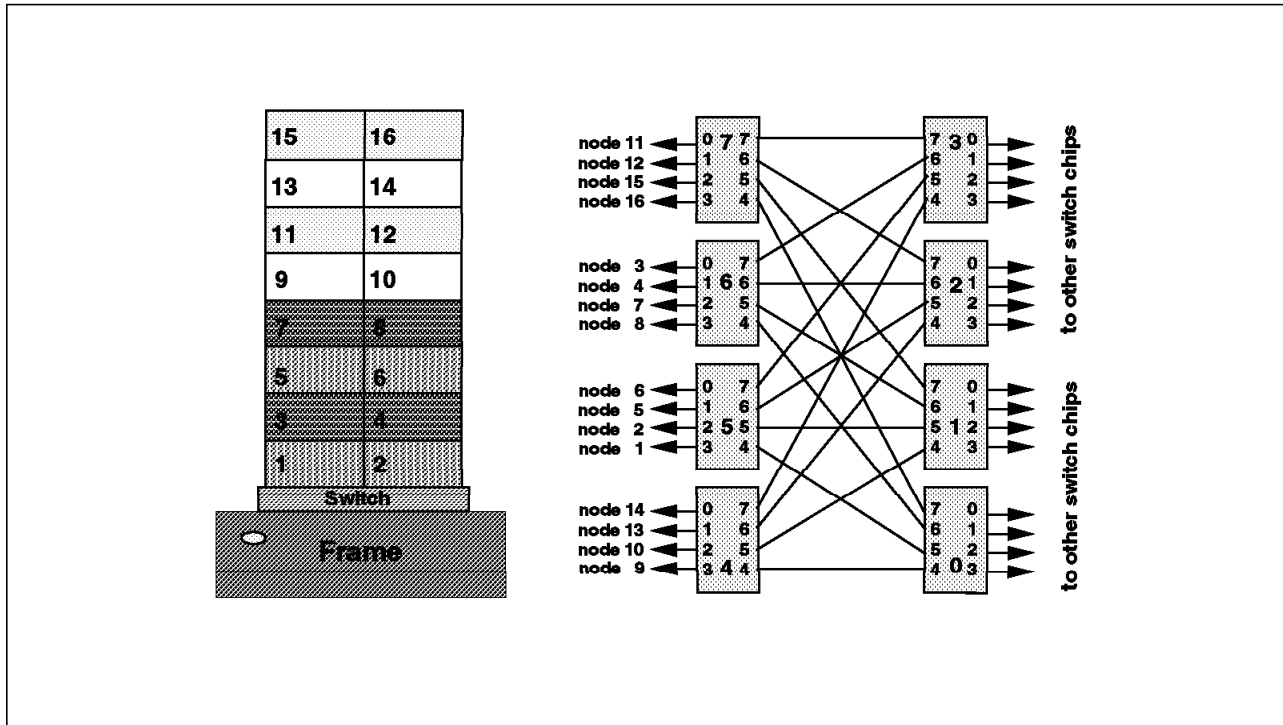 15 16
13 14
11 12
9 10
7 8
5 6
3 4
1 2
Switch
Frame
node 11 0 7 7
node 12 1 6
node 15 2 5
node 16 3 4
node 3 0 7
node 4 1 6 6
node 7 2 5
node 8 3 4
node 6 0 7
node 5 1 6
node 2 2 5 5
node 1 3 4
node 14 0 7
node 13 1 6
node 10 2 5
node 9 3 4 4
7 3 0
6 1
5 2
4 3
7 0
6 2 1
5 2
4 3
7 0
6 1
5 1 2
4 3
7 0
6 1
5 2
4 0 3
to other switch chips
to other switch chips